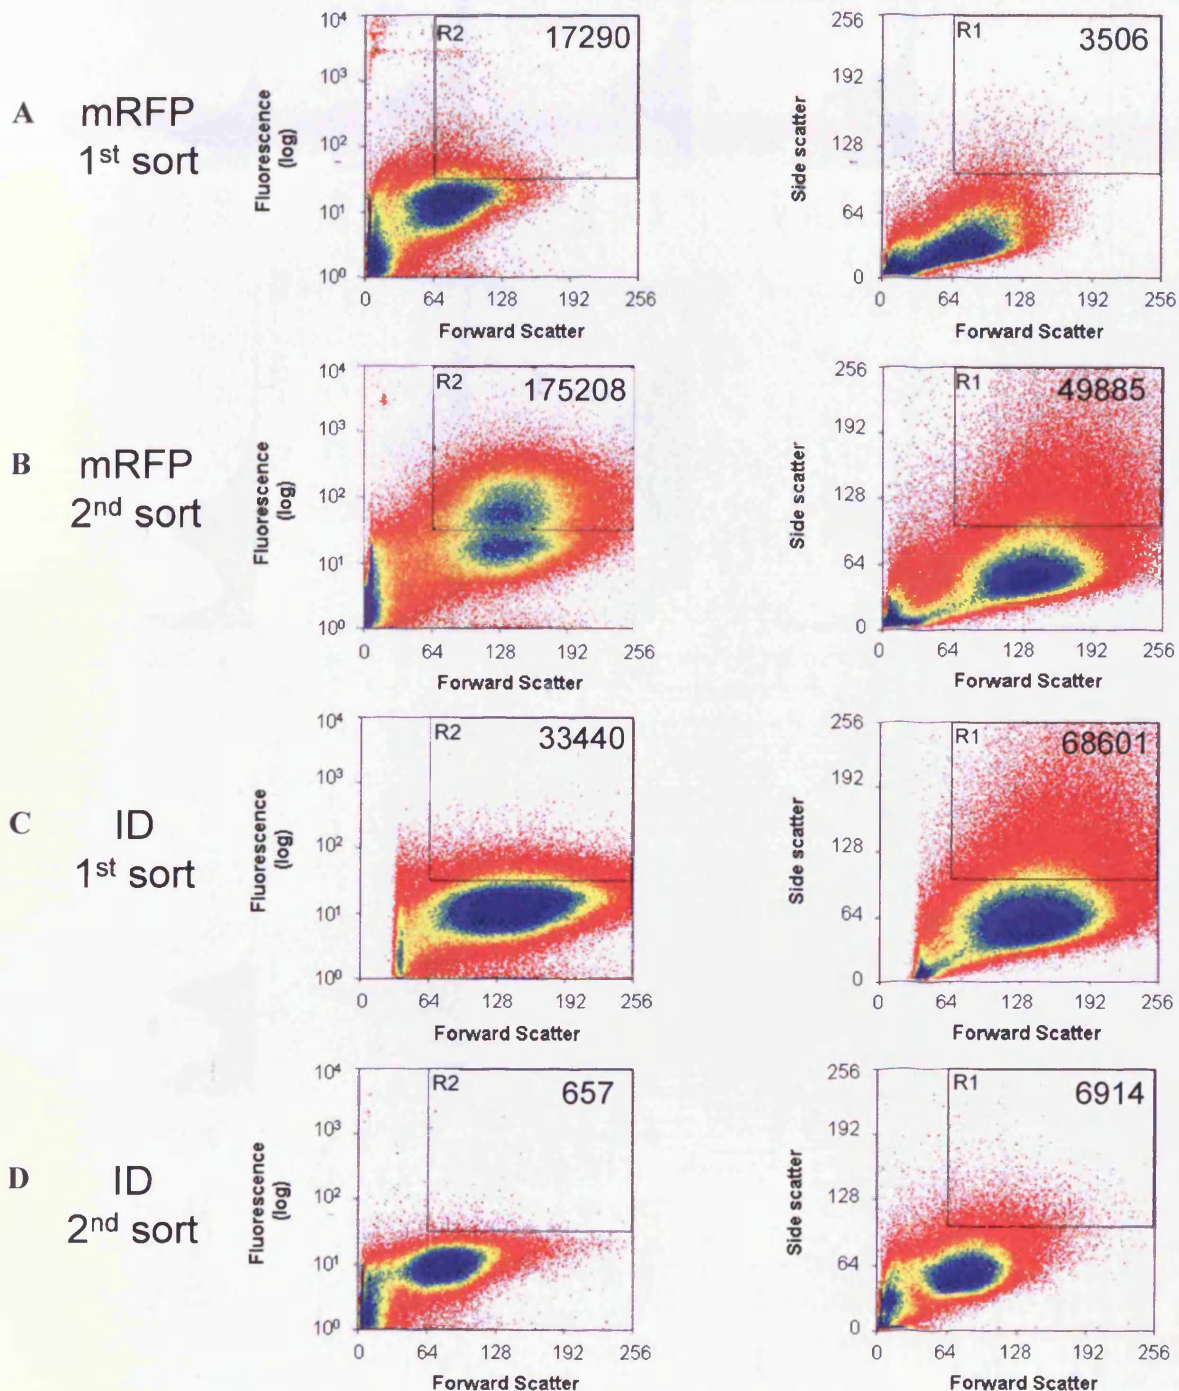 A
mRFP
1st sort
Fluorescence
(log)
10⁴
10³
10²
10¹
10⁰
R2
17290
0 64 128 192 256
Forward Scatter
Side scatter
256
192
128
64
0
R1
3506
0 64 128 192 256
Forward Scatter
B
mRFP
2nd sort
Fluorescence
(log)
10⁴
10³
10²
10¹
10⁰
R2
175208
0 64 128 192 256
Forward Scatter
Side scatter
256
192
128
64
0
R1
49885
0 64 128 192 256
Forward Scatter
C
ID
1st sort
Fluorescence
(log)
10⁴
10³
10²
10¹
10⁰
R2
33440
0 64 128 192 256
Forward Scatter
Side scatter
256
192
128
64
0
R1
68601
0 64 128 192 256
Forward Scatter
D
ID
2nd sort
Fluorescence
(log)
10⁴
10³
10²
10¹
10⁰
R2
657
0 64 128 192 256
Forward Scatter
Side scatter
256
192
128
64
0
R1
6914
0 64 128 192 256
Forward Scatter